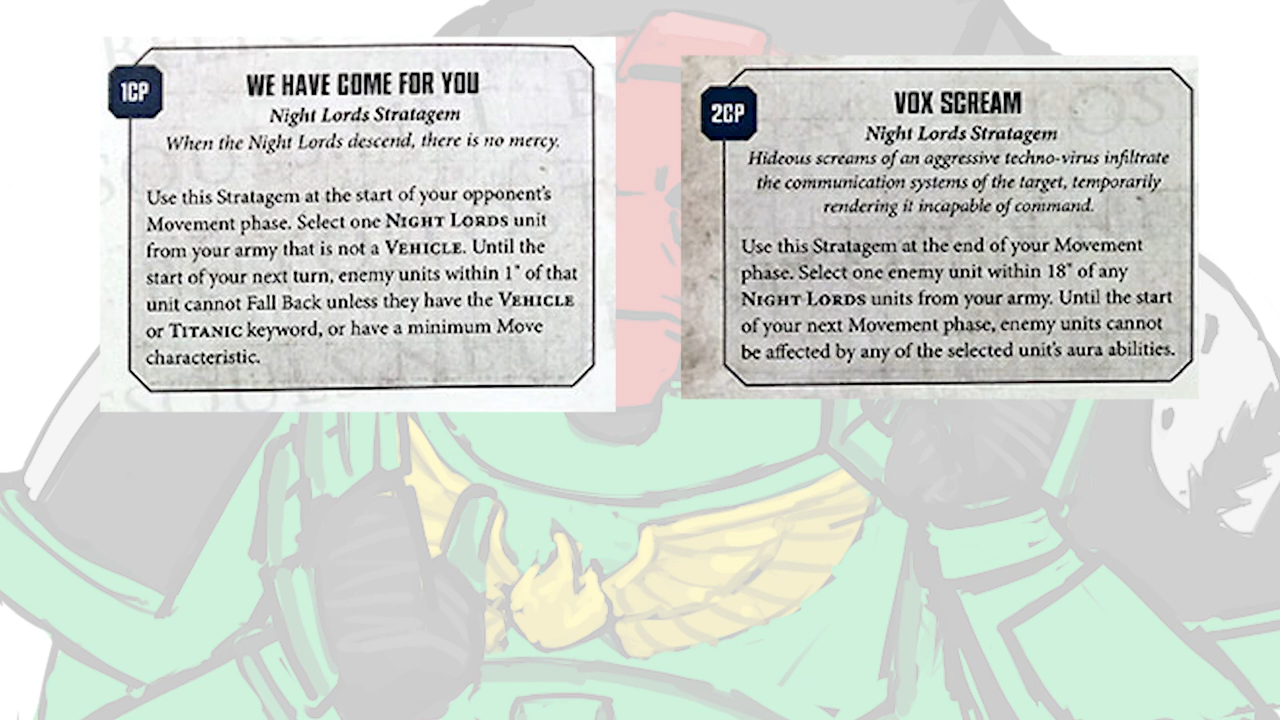 1CP
WE HAVE COME FOR YOU
Night Lords Stratagem
When the Night Lords descend, there is no mercy.
Use this Stratagem at the start of your opponent's
Movement phase. Select one NIGHT LORDS unit
from your army that is not a VEHICLE. Until the
start of your next turn, enemy units within 1" of that
unit cannot Fall Back unless they have the VEHICLE
or TITANIC keyword, or have a minimum Move
characteristic.
2CP
VOX SCREAM
Night Lords Stratagem
Hideous screams of an aggressive techno-virus infiltrate
the communication systems of the target, temporarily
rendering it incapable of command.
Use this Stratagem at the end of your Movement
phase. Select one enemy unit within 18" of any
NIGHT LORDS units from your army. Until the start
of your next Movement phase, enemy units cannot
be affected by any of the selected unit's aura abilities.